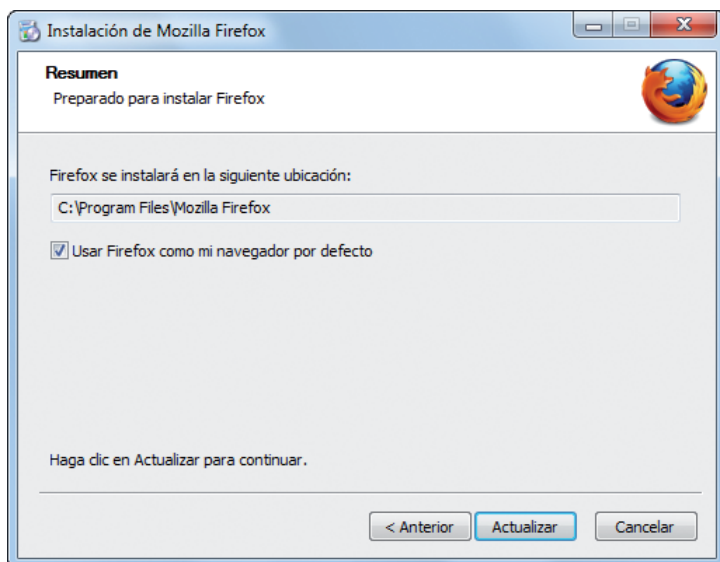 Instalación de Mozilla Firefox
Resumen
Preparado para instalar Firefox
Firefox se instalará en la siguiente ubicación:
C:\Program Files\Mozilla Firefox
Usar Firefox como mi navegador por defecto
Haga clic en Actualizar para continuar.
< Anterior Actualizar Cancelar